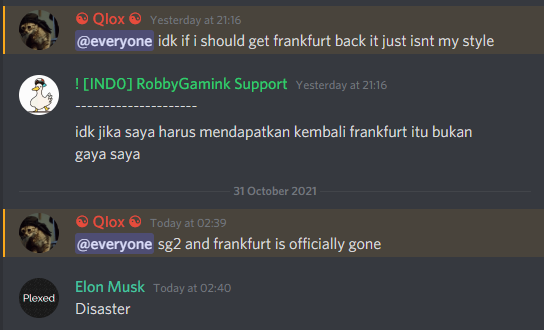 ☯ Qlox ☯ Yesterday at 21:16
@everyone idk if i should get frankfurt back it just isnt my style
! [IND0] RobbyGamink Support Yesterday at 21:16
---------------------
idk jika saya harus mendapatkan kembali frankfurt itu bukan
gaya saya
31 October 2021
☯ Qlox ☯ Today at 02:39
@everyone sg2 and frankfurt is officially gone
Plexed
Elon Musk Today at 02:40
Disaster